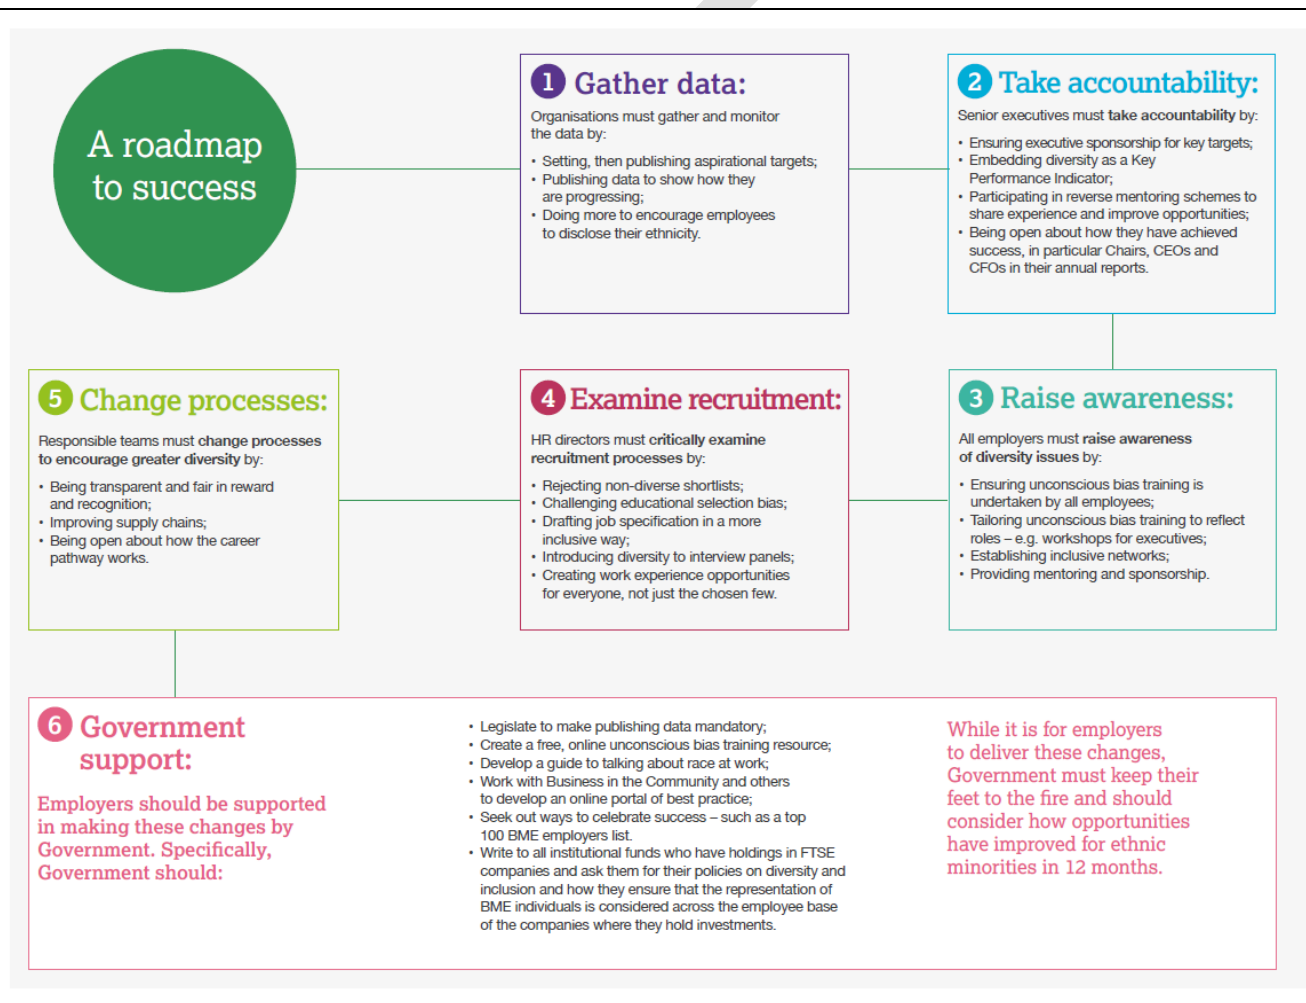 A roadmap
to success
1 Gather data:
Organisations must gather and monitor
the data by:
• Setting, then publishing aspirational targets;
• Publishing data to show how they
are progressing;
• Doing more to encourage employees
to disclose their ethnicity.
2 Take accountability:
Senior executives must take accountability by:
• Ensuring executive sponsorship for key targets;
• Embedding diversity as a Key
Performance Indicator;
• Participating in reverse mentoring schemes to
share experience and improve opportunities;
• Being open about how they have achieved
success, in particular Chairs, CEOs and
CFOs in their annual reports.
3 Raise awareness:
All employers must raise awareness
of diversity issues by:
• Ensuring unconscious bias training is
undertaken by all employees;
• Tailoring unconscious bias training to reflect
roles – e.g. workshops for executives;
• Establishing inclusive networks;
• Providing mentoring and sponsorship.
4 Examine recruitment:
HR directors must critically examine
recruitment processes by:
• Rejecting non-diverse shortlists;
• Challenging educational selection bias;
• Drafting job specification in a more
inclusive way;
• Introducing diversity to interview panels;
• Creating work experience opportunities
for everyone, not just the chosen few.
5 Change processes:
Responsible teams must change processes
to encourage greater diversity by:
• Being transparent and fair in reward
and recognition;
• Improving supply chains;
• Being open about how the career
pathway works.
6 Government
support:
Employers should be supported
in making these changes by
Government. Specifically,
Government should:
• Legislate to make publishing data mandatory;
• Create a free, online unconscious bias training resource;
• Develop a guide to talking about race at work;
• Work with Business in the Community and others
to develop an online portal of best practice;
• Seek out ways to celebrate success – such as a top
100 BME employers list.
• Write to all institutional funds who have holdings in FTSE
companies and ask them for their policies on diversity and
inclusion and how they ensure that the representation of
BME individuals is considered across the employee base
of the companies where they hold investments.
While it is for employers
to deliver these changes,
Government must keep their
feet to the fire and should
consider how opportunities
have improved for ethnic
minorities in 12 months.